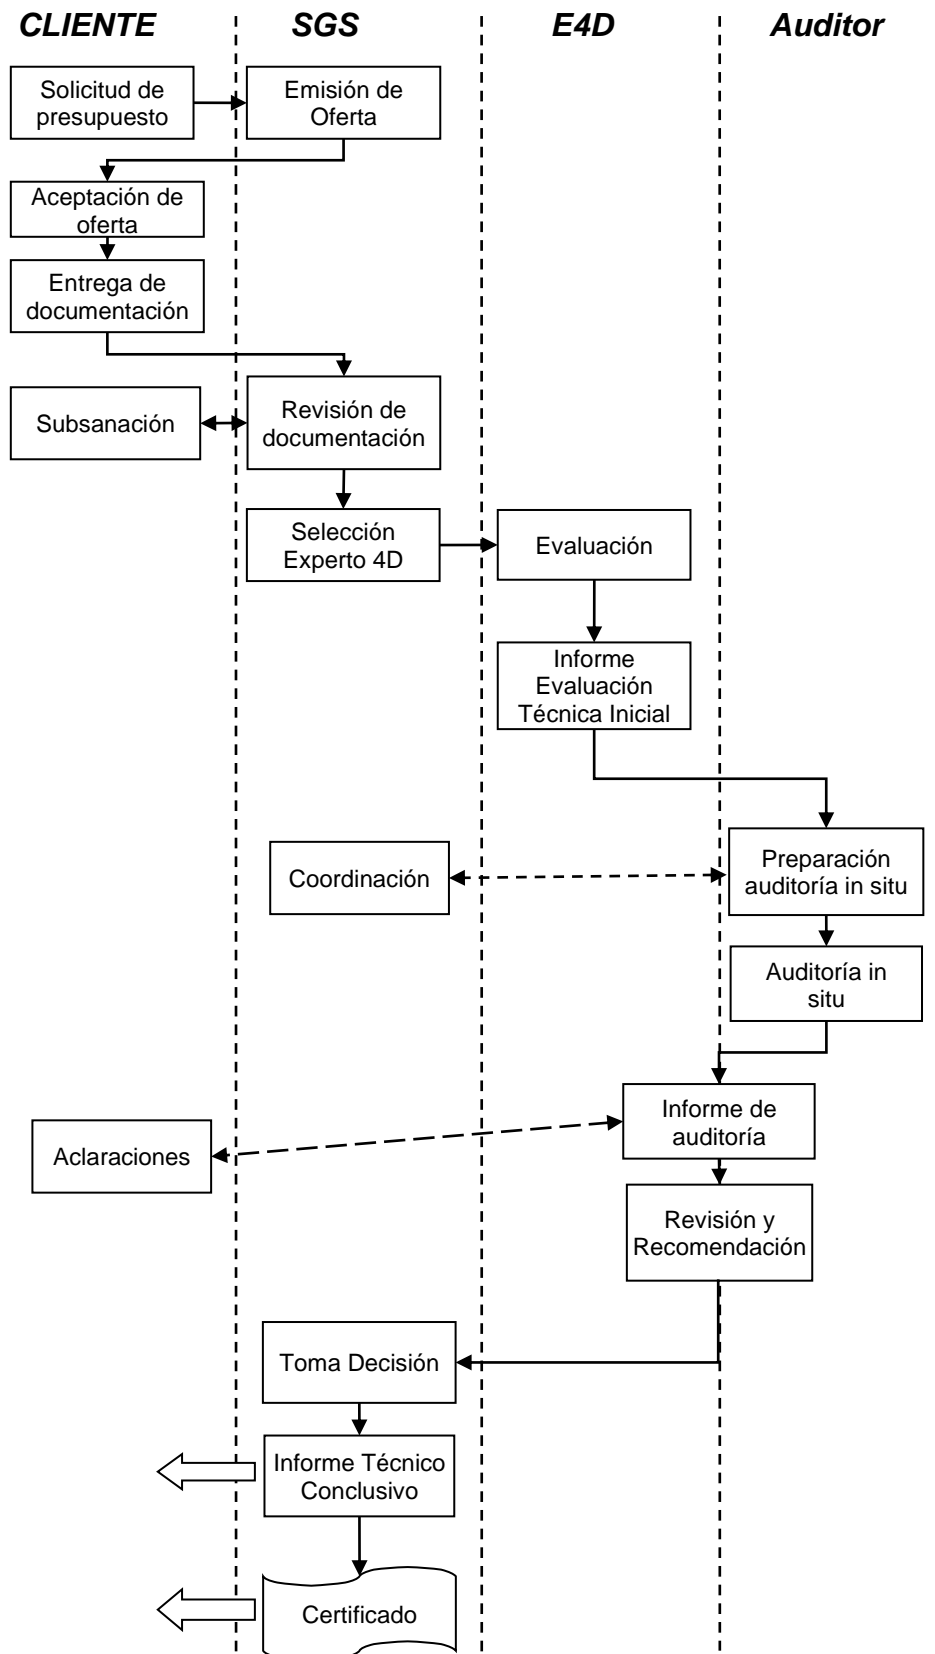 CLIENTE
SGS
E4D
Auditor
Solicitud de
presupuesto
Emisión de
Oferta
Aceptación de
oferta
Entrega de
documentación
Subsanación
Revisión de
documentación
Selección
Experto 4D
Evaluación
Informe
Evaluación
Técnica Inicial
Coordinación
Preparación
auditoría in situ
Auditoría in
situ
Informe de
auditoría
Aclaraciones
Revisión y
Recomendación
Toma Decisión
Informe Técnico
Conclusivo
Certificado